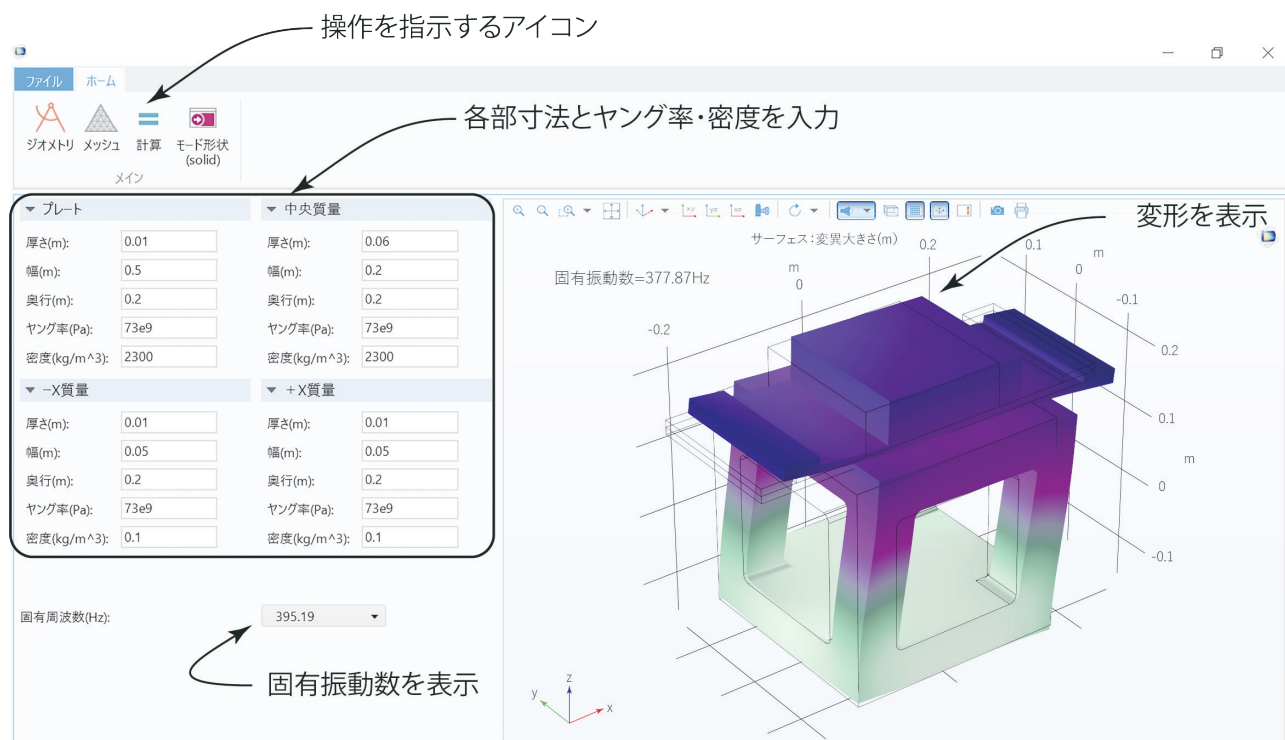 操作を指示するアイコン
ファイル ホーム
各部寸法とヤング率・密度を入力
ジオメトリ メッシュ 計算 モード形状
(solid)
メイン
プレート
厚さ(m): 0.01
幅(m): 0.5
奥行(m): 0.2
ヤング率(Pa): 73e9
密度(kg/m^3): 2300
中央質量
厚さ(m): 0.06
幅(m): 0.2
奥行(m): 0.2
ヤング率(Pa): 73e9
密度(kg/m^3): 2300
−X質量
厚さ(m): 0.01
幅(m): 0.05
奥行(m): 0.2
ヤング率(Pa): 73e9
密度(kg/m^3): 0.1
+X質量
厚さ(m): 0.01
幅(m): 0.05
奥行(m): 0.2
ヤング率(Pa): 73e9
密度(kg/m^3): 0.1
固有周波数(Hz): 395.19
固有振動数を表示
xy yz xz
変形を表示
サーフェス:変異大きさ(m)
固有振動数=377.87Hz
m
0
-0.2
0.2
0.1
m
0
-0.1
0.2
0.1
m
0
-0.1
z
y
x